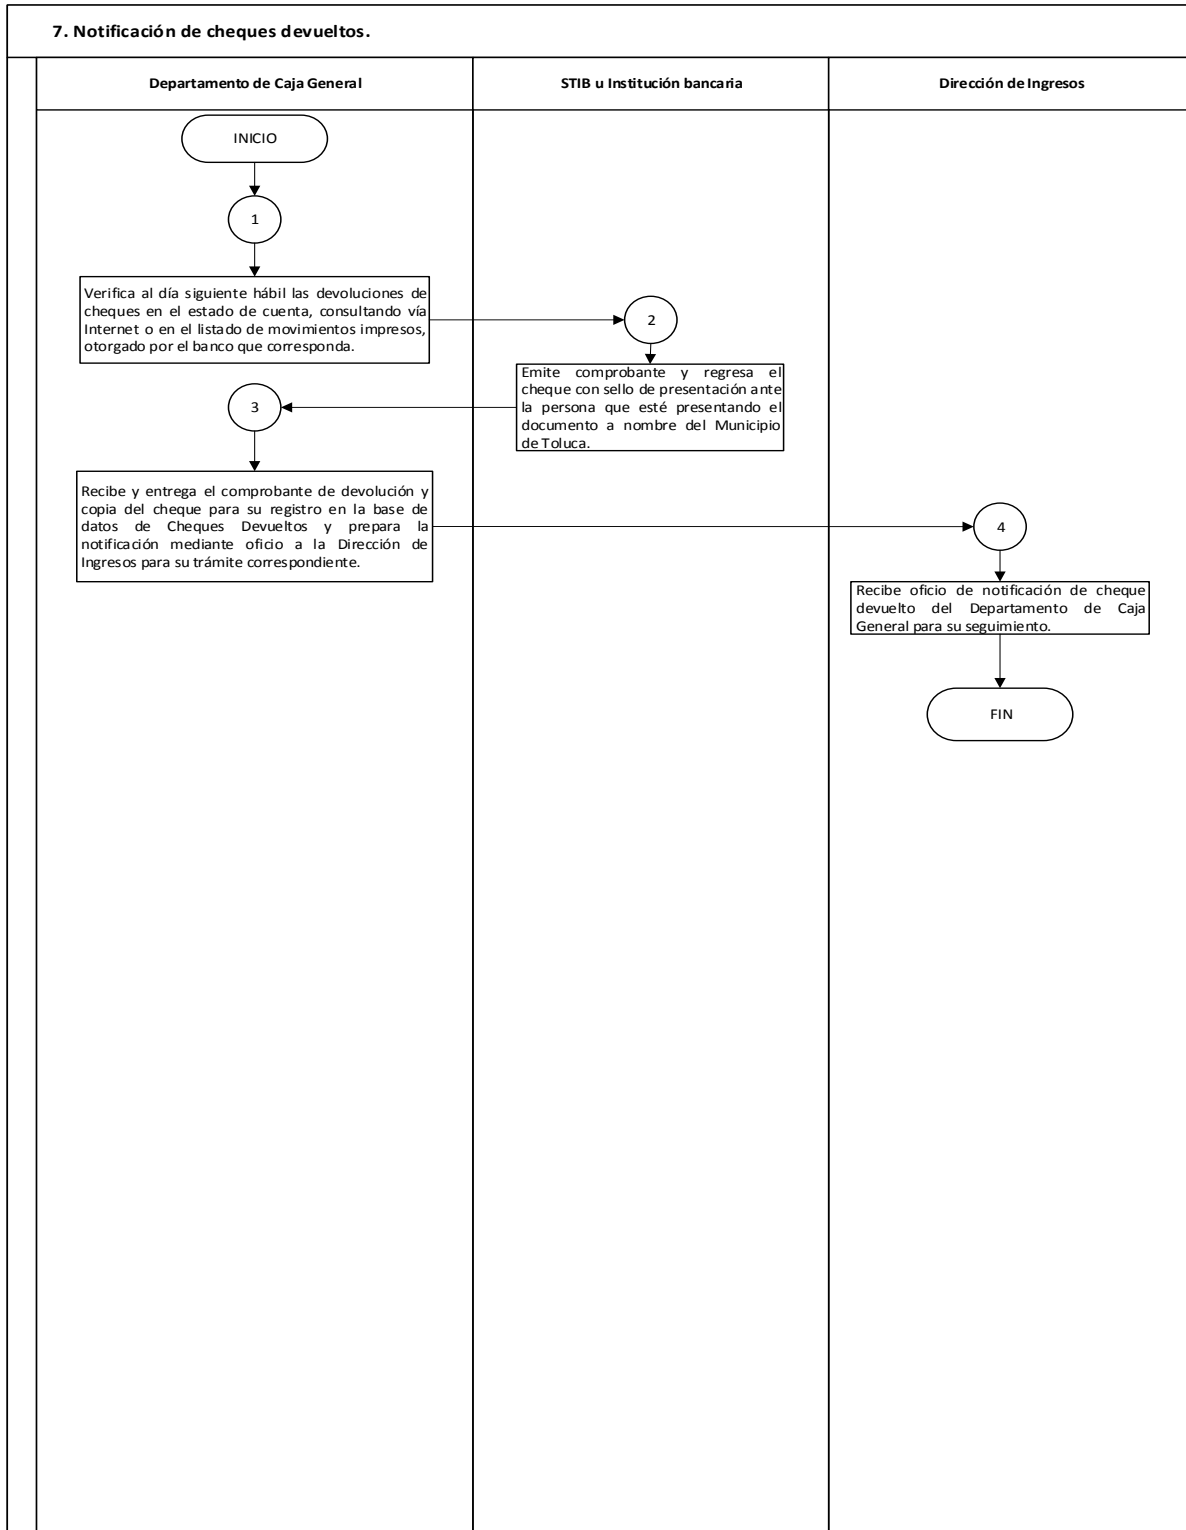 7. Notificación de cheques devueltos.
Departamento de Caja General
STIB u Institución bancaria
Dirección de Ingresos
INICIO
1
Verifica al día siguiente hábil las devoluciones de
cheques en el estado de cuenta, consultando vía
Internet o en el listado de movimientos impresos,
otorgado por el banco que corresponda.
2
Emite comprobante y regresa el
cheque con sello de presentación ante
la persona que esté presentando el
documento a nombre del Municipio
de Toluca.
3
Recibe y entrega el comprobante de devolución y
copia del cheque para su registro en la base de
datos de Cheques Devueltos y prepara la
notificación mediante oficio a la Dirección de
Ingresos para su trámite correspondiente.
4
Recibe oficio de notificación de cheque
devuelto del Departamento de Caja
General para su seguimiento.
FIN